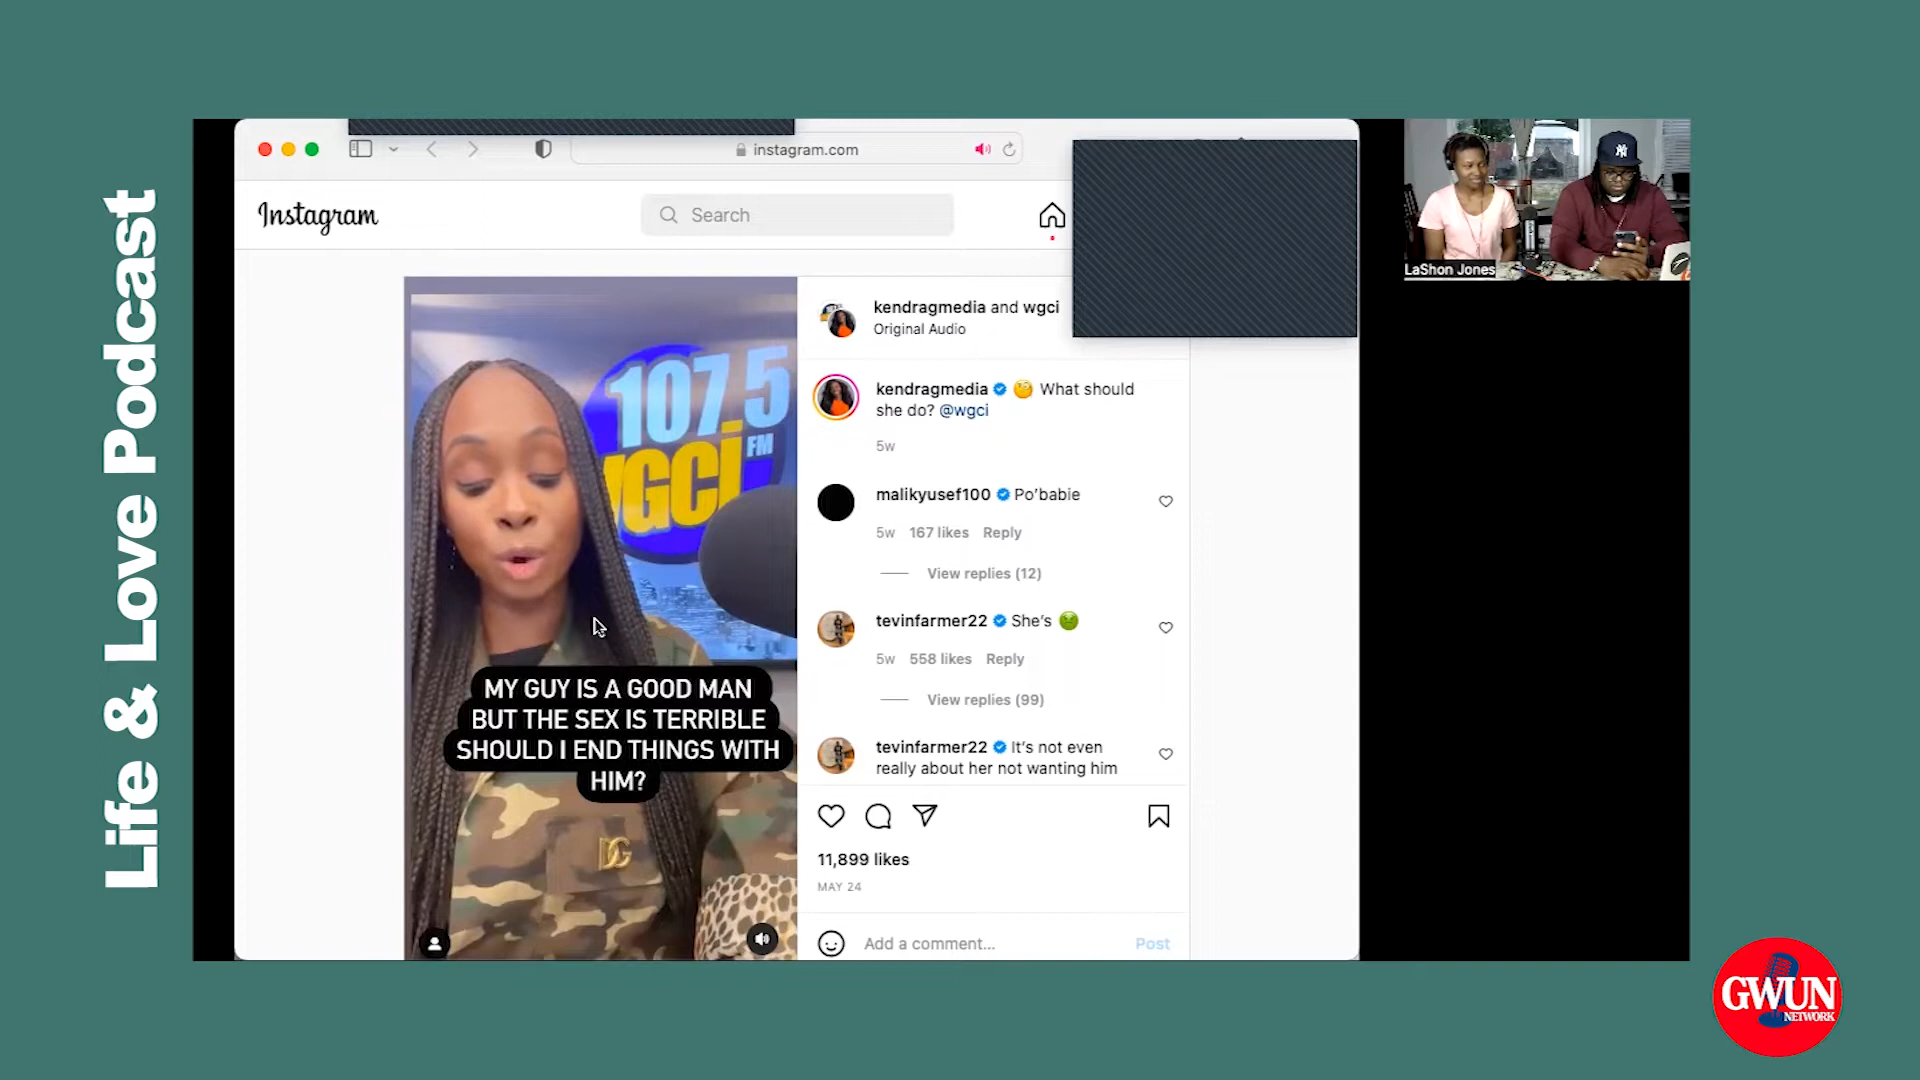 Life & Love Podcast
instagram.com
Instagram
Search
kendragmedia and wgci
Original Audio
kendragmedia 🤨 What should
she do? @wgci
5w
malikyusef100 Po'babie
5w 167 likes Reply
View replies (12)
tevinfarmer22 She's 🤢
5w 558 likes Reply
View replies (99)
tevinfarmer22 It's not even
really about her not wanting him
11,899 likes
MAY 24
Add a comment... Post
107.5
WGCI
FM
MY GUY IS A GOOD MAN
BUT THE SEX IS TERRIBLE
SHOULD I END THINGS WITH
HIM?
DG
LaShon Jones
GWUN
NETWORK